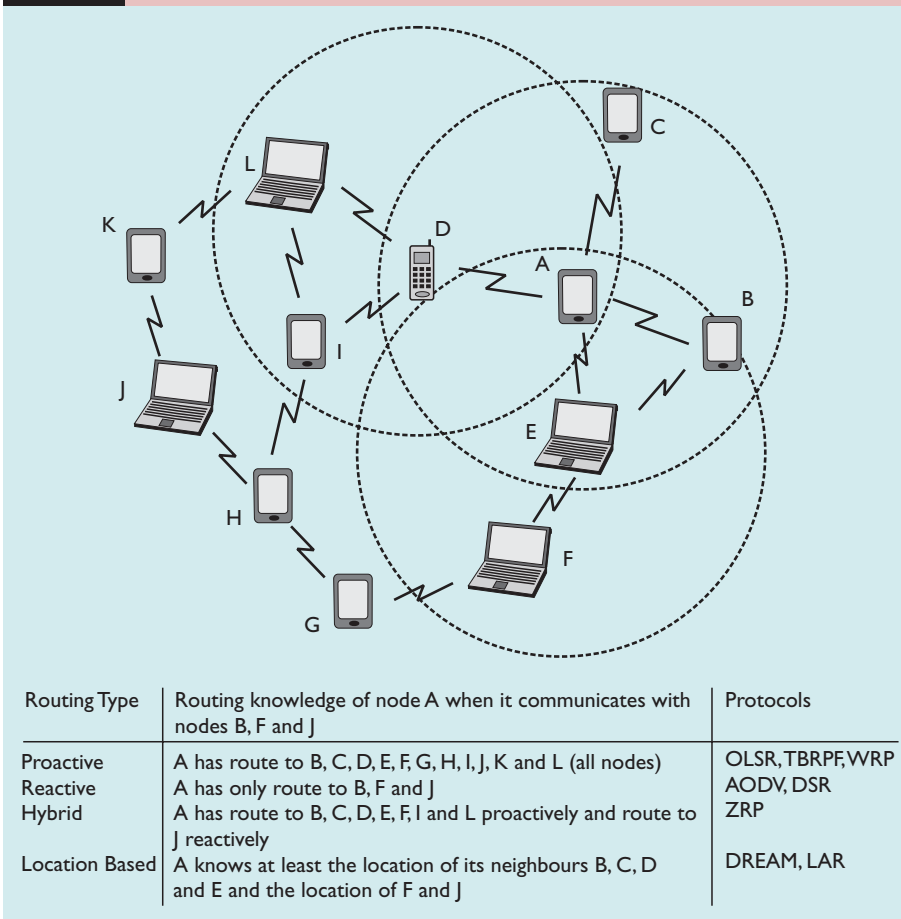 C
L
K
D
A
B
I
J
E
H
F
G
Routing Type | Routing knowledge of node A when it communicates with | Protocols
nodes B, F and J
Proactive | A has route to B, C, D, E, F, G, H, I, J, K and L (all nodes) | OLSR, TBRPF, WRP
Reactive | A has only route to B, F and J | AODV, DSR
Hybrid | A has route to B, C, D, E, F, I and L proactively and route to | ZRP
J reactively
Location Based | A knows at least the location of its neighbours B, C, D | DREAM, LAR
and E and the location of F and J